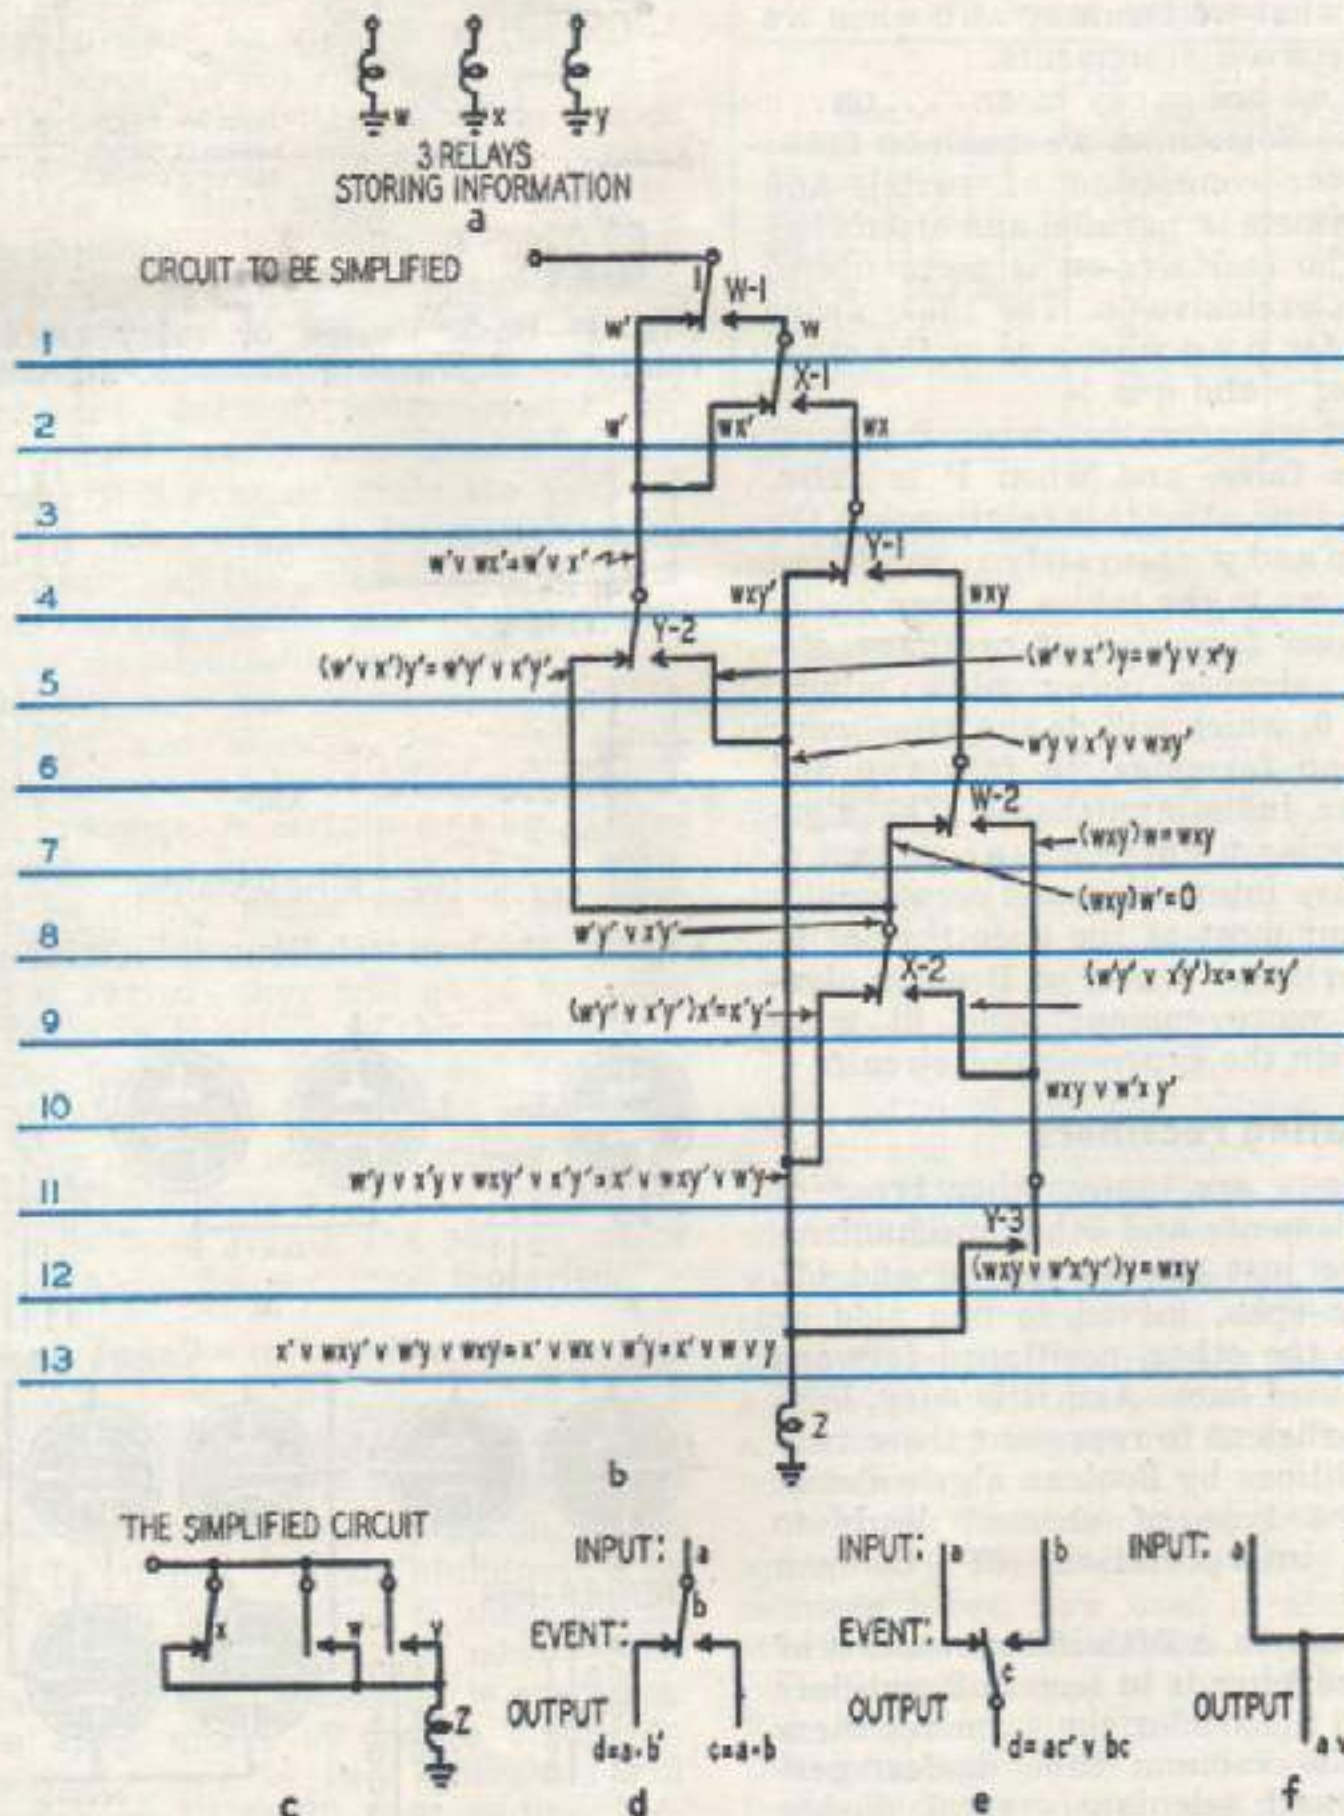 w x y
3 RELAYS
STORING INFORMATION
a
CIRCUIT TO BE SIMPLIFIED
1 W-1
w' w
1
X-1
2 w' wx' wx
3
w' v wx'=w' v x' Y-1
4 wxy' wxy
Y-2
(w' v x')y'=w'y' v x'y' (w' v x')y=w'y v x'y
5
w'y v x'y v wxy'
6
W-2
(wxy)w=wxy
7
(wxy)w'=0
8 w'y' v x'y'
X-2 (w'y' v x'y')x=w'xy'
(w'y' v x'y')x'=x'y'
9
wxy v w'x y'
10
w'y v x'y v wxy' v x'y'=x' v wxy' v w'y
11
Y-3
12 (wxy v w'x'y')y=wxy
x' v wxy' v w'y v wxy=x' v wx v w'y=x' v w v y
13
Z
b
THE SIMPLIFIED CIRCUIT
x w y
Z
c
INPUT: a
b
EVENT:
OUTPUT
d=a·b' c=a·b
d
INPUT: a b
EVENT:
c
OUTPUT
d=ac' v bc
e
INPUT: a
OUTPUT
a v
f